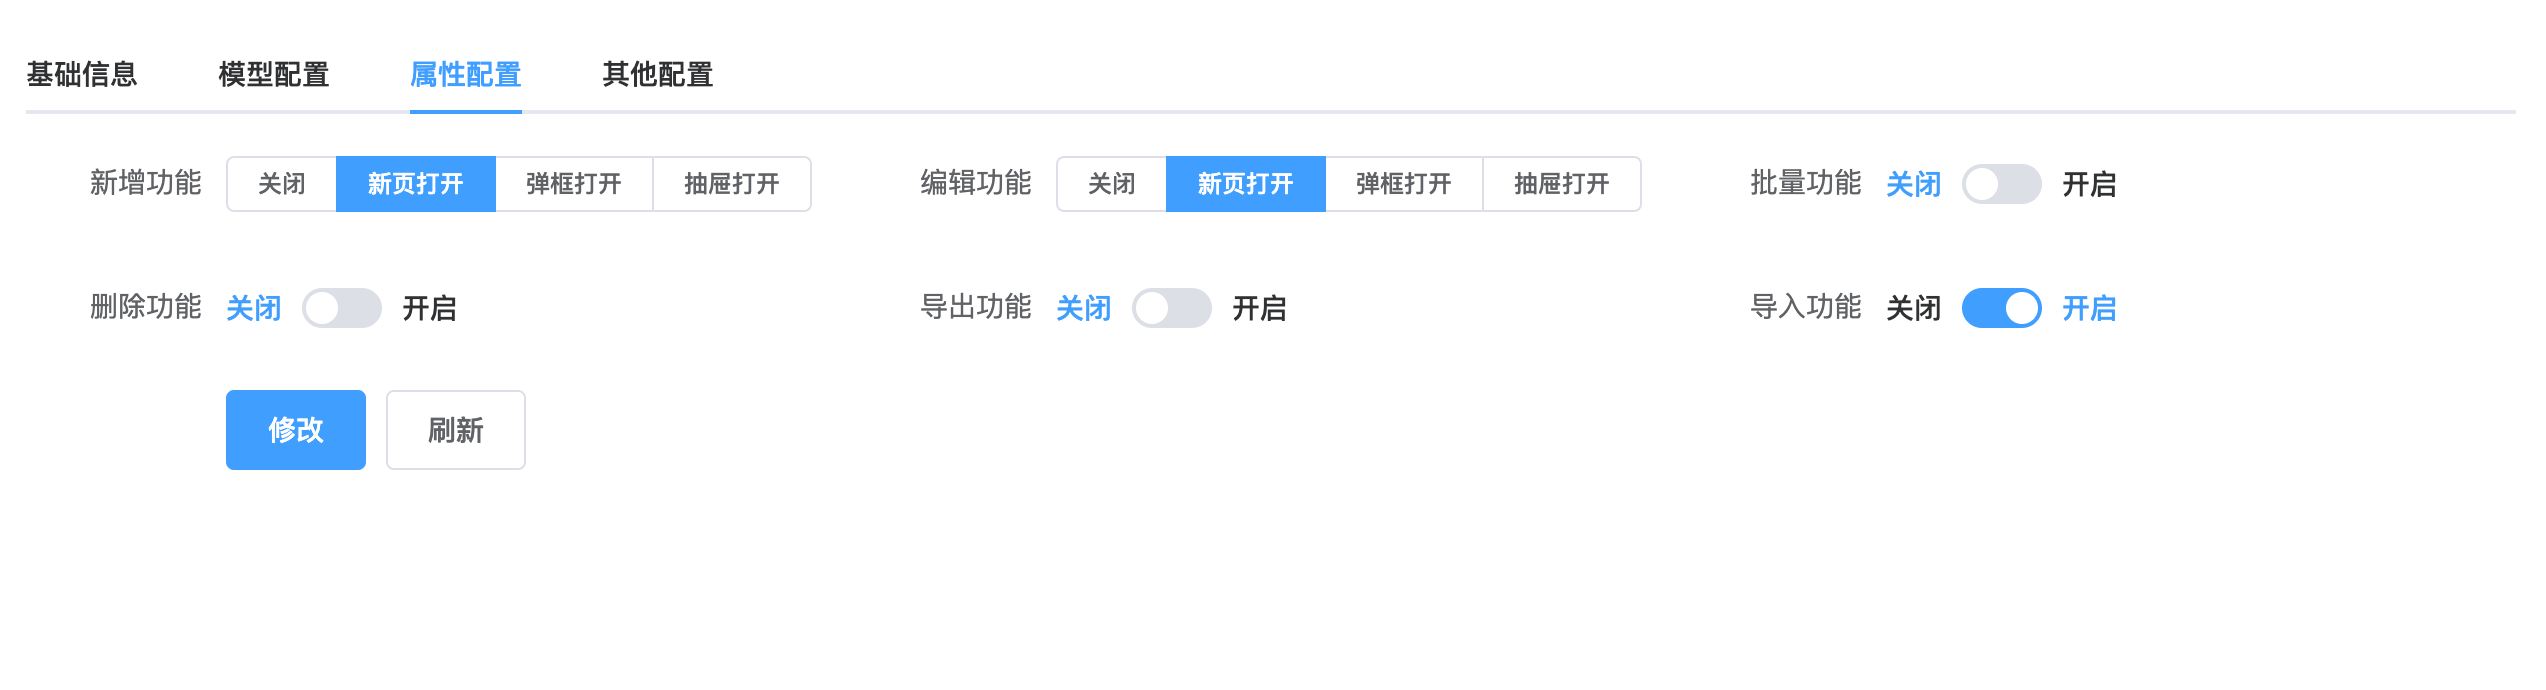 基础信息 模型配置 属性配置 其他配置
新增功能 关闭 新页打开 弹框打开 抽屉打开 编辑功能 关闭 新页打开 弹框打开 抽屉打开 批量功能 关闭 开启
删除功能 关闭 开启 导出功能 关闭 开启 导入功能 关闭 开启
修改 刷新